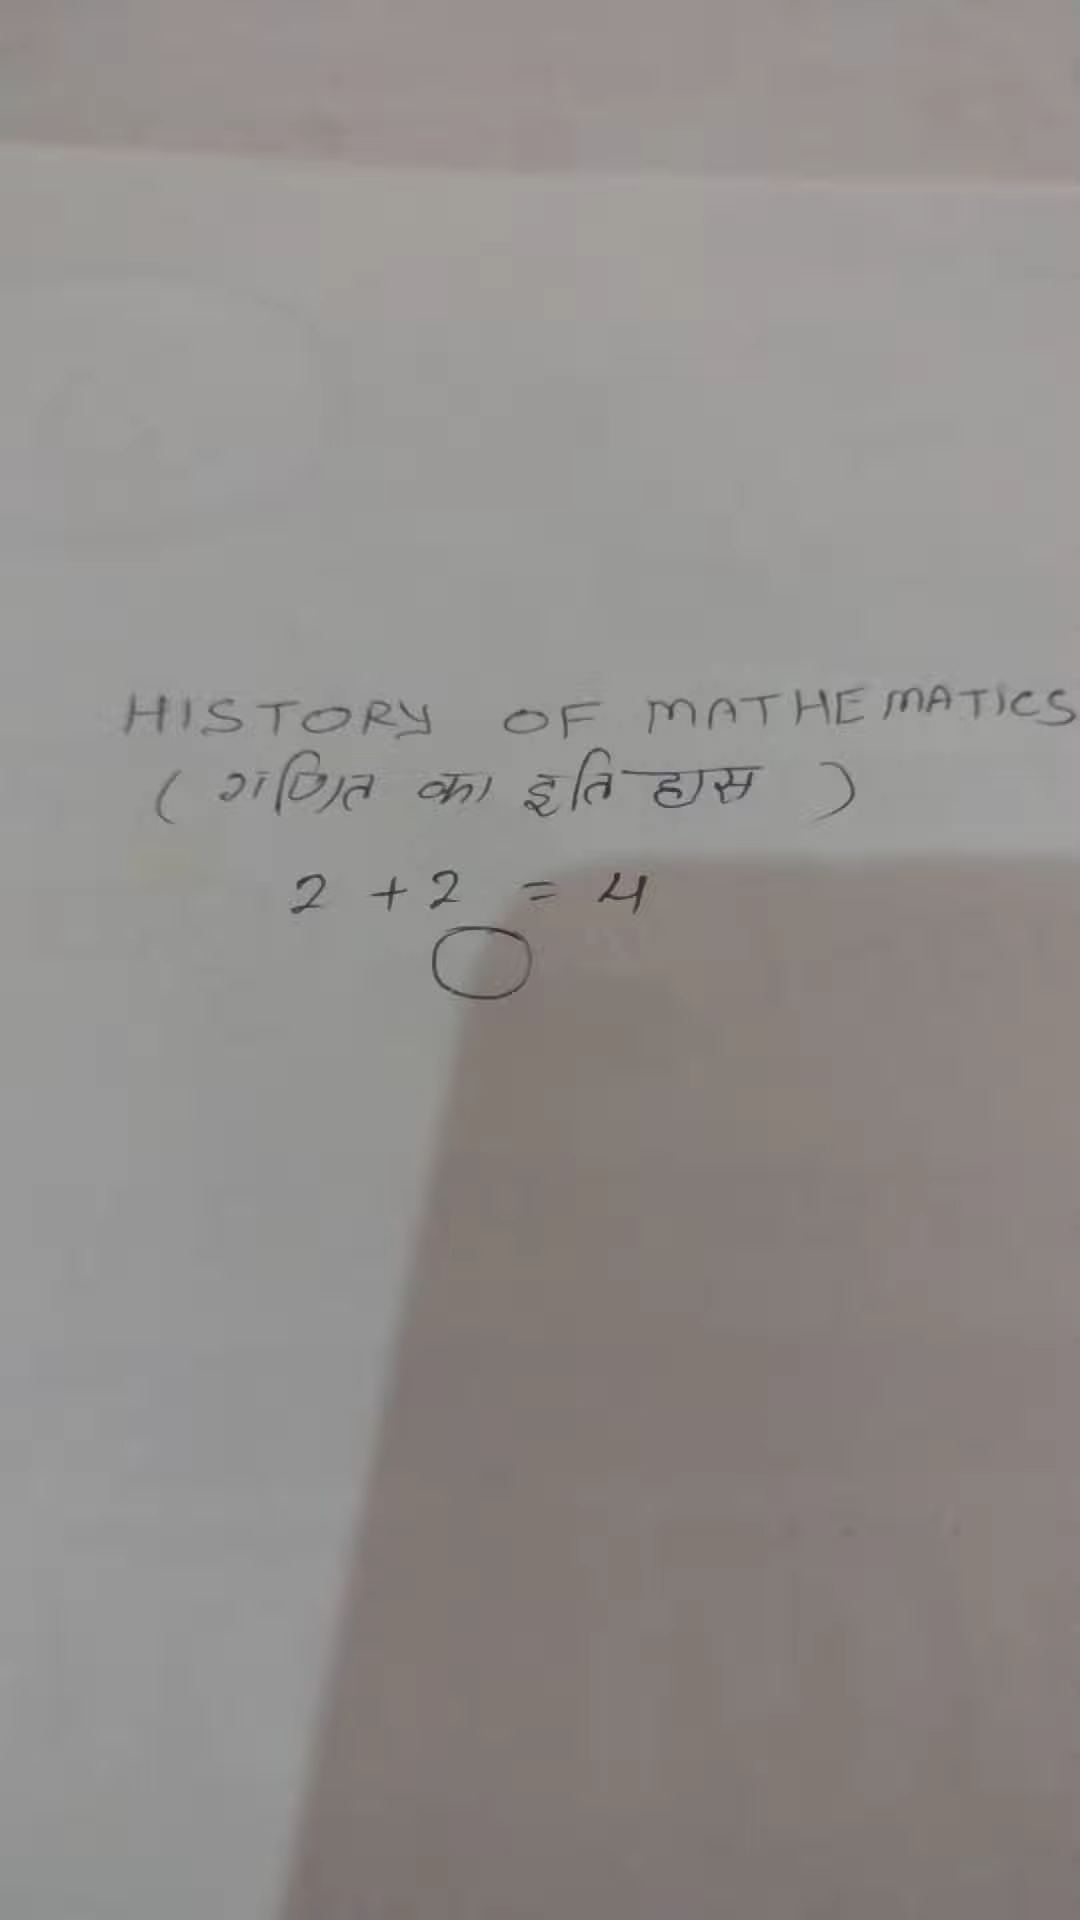 HISTORY OF MATHEMATICS
(गणित का इतिहास)
2 + 2 = 4